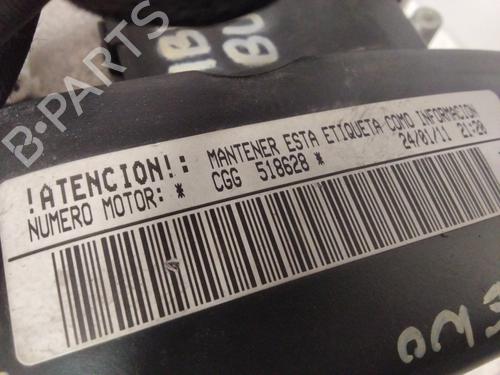 !ATENCION!: MANTENER ESTA ETIQUETA COMO INFORMACION
NUMERO MOTOR: * CGG 518628 * 24/01/11 21:20
B-PARTS